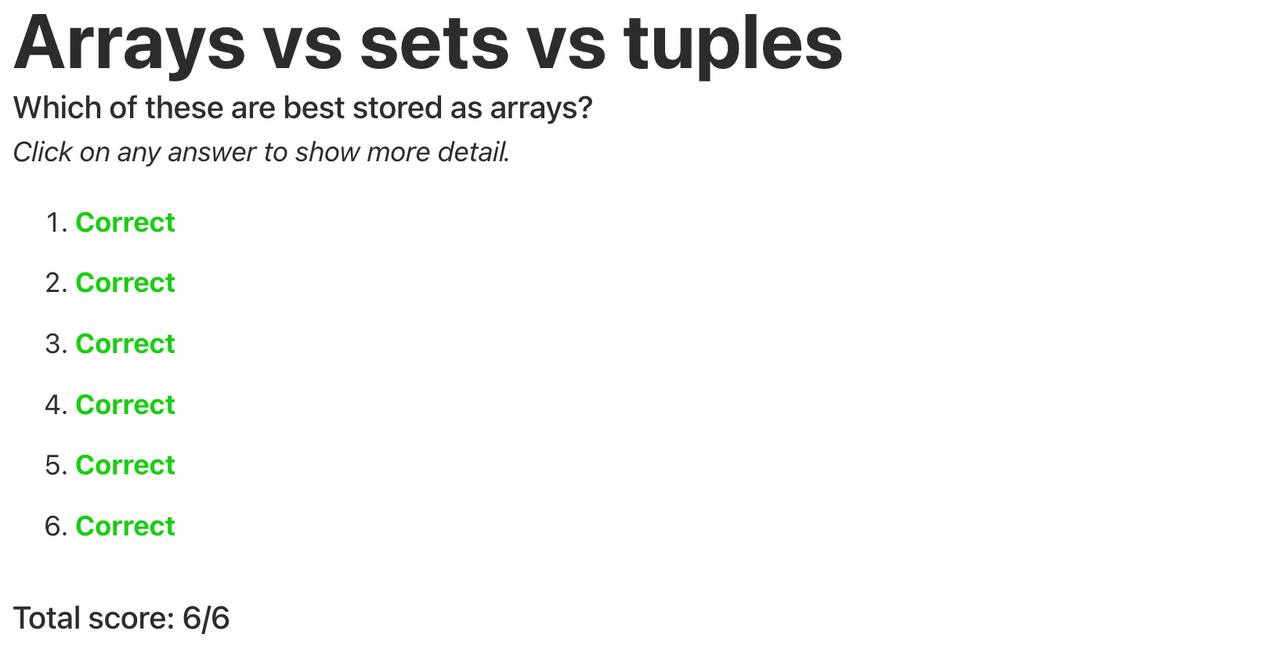 Arrays vs sets vs tuples
Which of these are best stored as arrays?
Click on any answer to show more detail.
1. Correct
2. Correct
3. Correct
4. Correct
5. Correct
6. Correct
Total score: 6/6